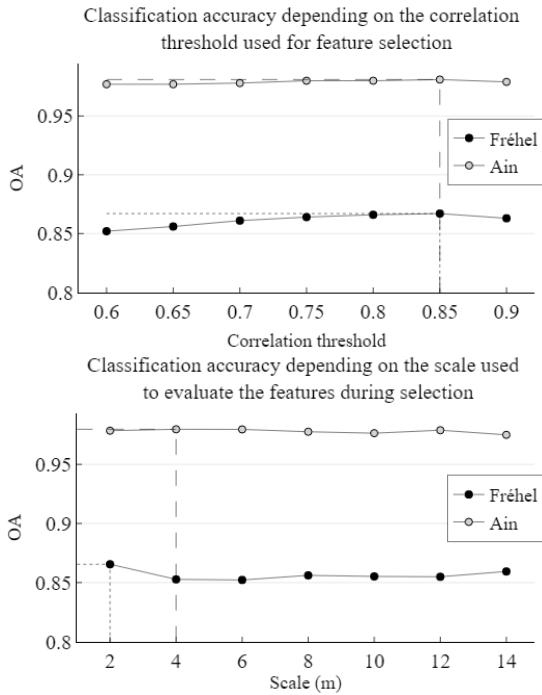 Classification accuracy depending on the correlation
threshold used for feature selection
0.95
0.9
0.85
0.8
OA
Fréhel
Ain
0.6 0.65 0.7 0.75 0.8 0.85 0.9
Correlation threshold
Classification accuracy depending on the scale used
to evaluate the features during selection
0.95
0.9
0.85
0.8
OA
Fréhel
Ain
2 4 6 8 10 12 14
Scale (m)